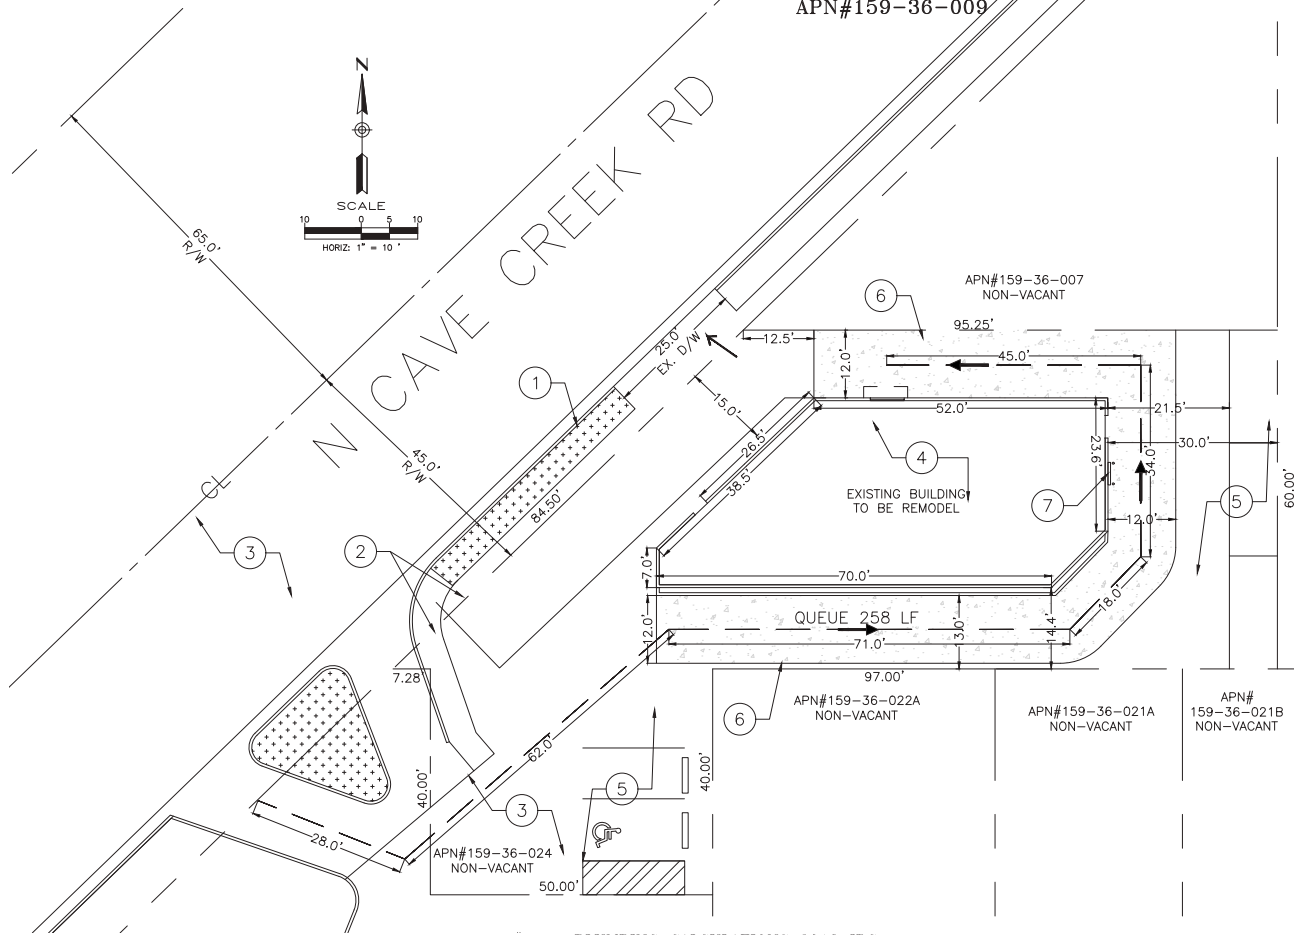 APN#159-36-009
N
SCALE
10 0 5 10
HORIZ: 1" = 10 '
65.0'
R/W
N CAVE CREEK RD
APN#159-36-007
NON-VACANT
6
95.25'
25.0'
EX. D/W
12.5'
12.0'
45.0'
1
15.0'
52.0'
21.5'
26.5'
38.5'
23.6'
34.0'
30.0'
45.0'
R/W
4
EXISTING BUILDING
TO BE REMODEL
7
12.0'
5
60.00'
CL
84.50'
3
2
7.0'
70.0'
18.0'
12.0'
QUEUE 258 LF
13.0'
14.4'
71.0'
7.28'
97.00'
6
APN#159-36-022A
NON-VACANT
APN#159-36-021A
NON-VACANT
APN#
159-36-021B
NON-VACANT
62.0'
40.00'
40.00'
5
3
28.0'
APN#159-36-024
NON-VACANT
50.00'